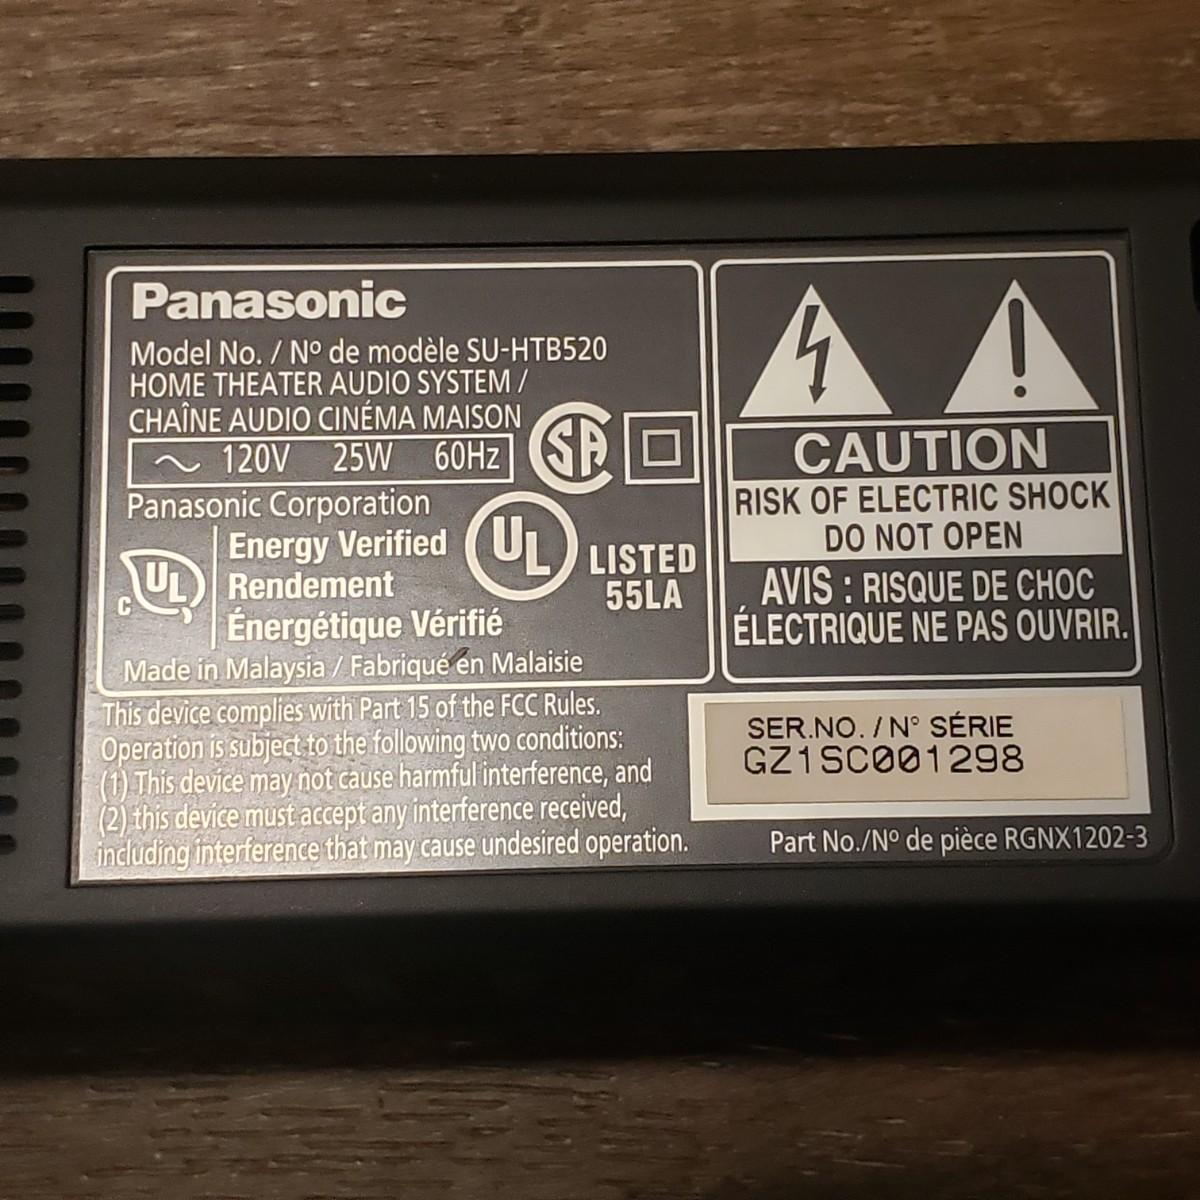 Panasonic
Model No. / Nº de modèle SU-HTB520
HOME THEATER AUDIO SYSTEM /
CHAÎNE AUDIO CINÉMA MAISON
120V 25W 60Hz
SA
Panasonic Corporation
UL
LISTED
55LA
c UL
Energy Verified
Rendement
Énergétique Vérifié
Made in Malaysia / Fabriqué en Malaisie
CAUTION
RISK OF ELECTRIC SHOCK
DO NOT OPEN
AVIS : RISQUE DE CHOC
ÉLECTRIQUE NE PAS OUVRIR.
This device complies with Part 15 of the FCC Rules.
Operation is subject to the following two conditions:
(1) This device may not cause harmful interference, and
(2) this device must accept any interference received,
including interference that may cause undesired operation.
SER.NO. / N° SÉRIE
GZ1SC001298
Part No./Nº de pièce RGNX1202-3